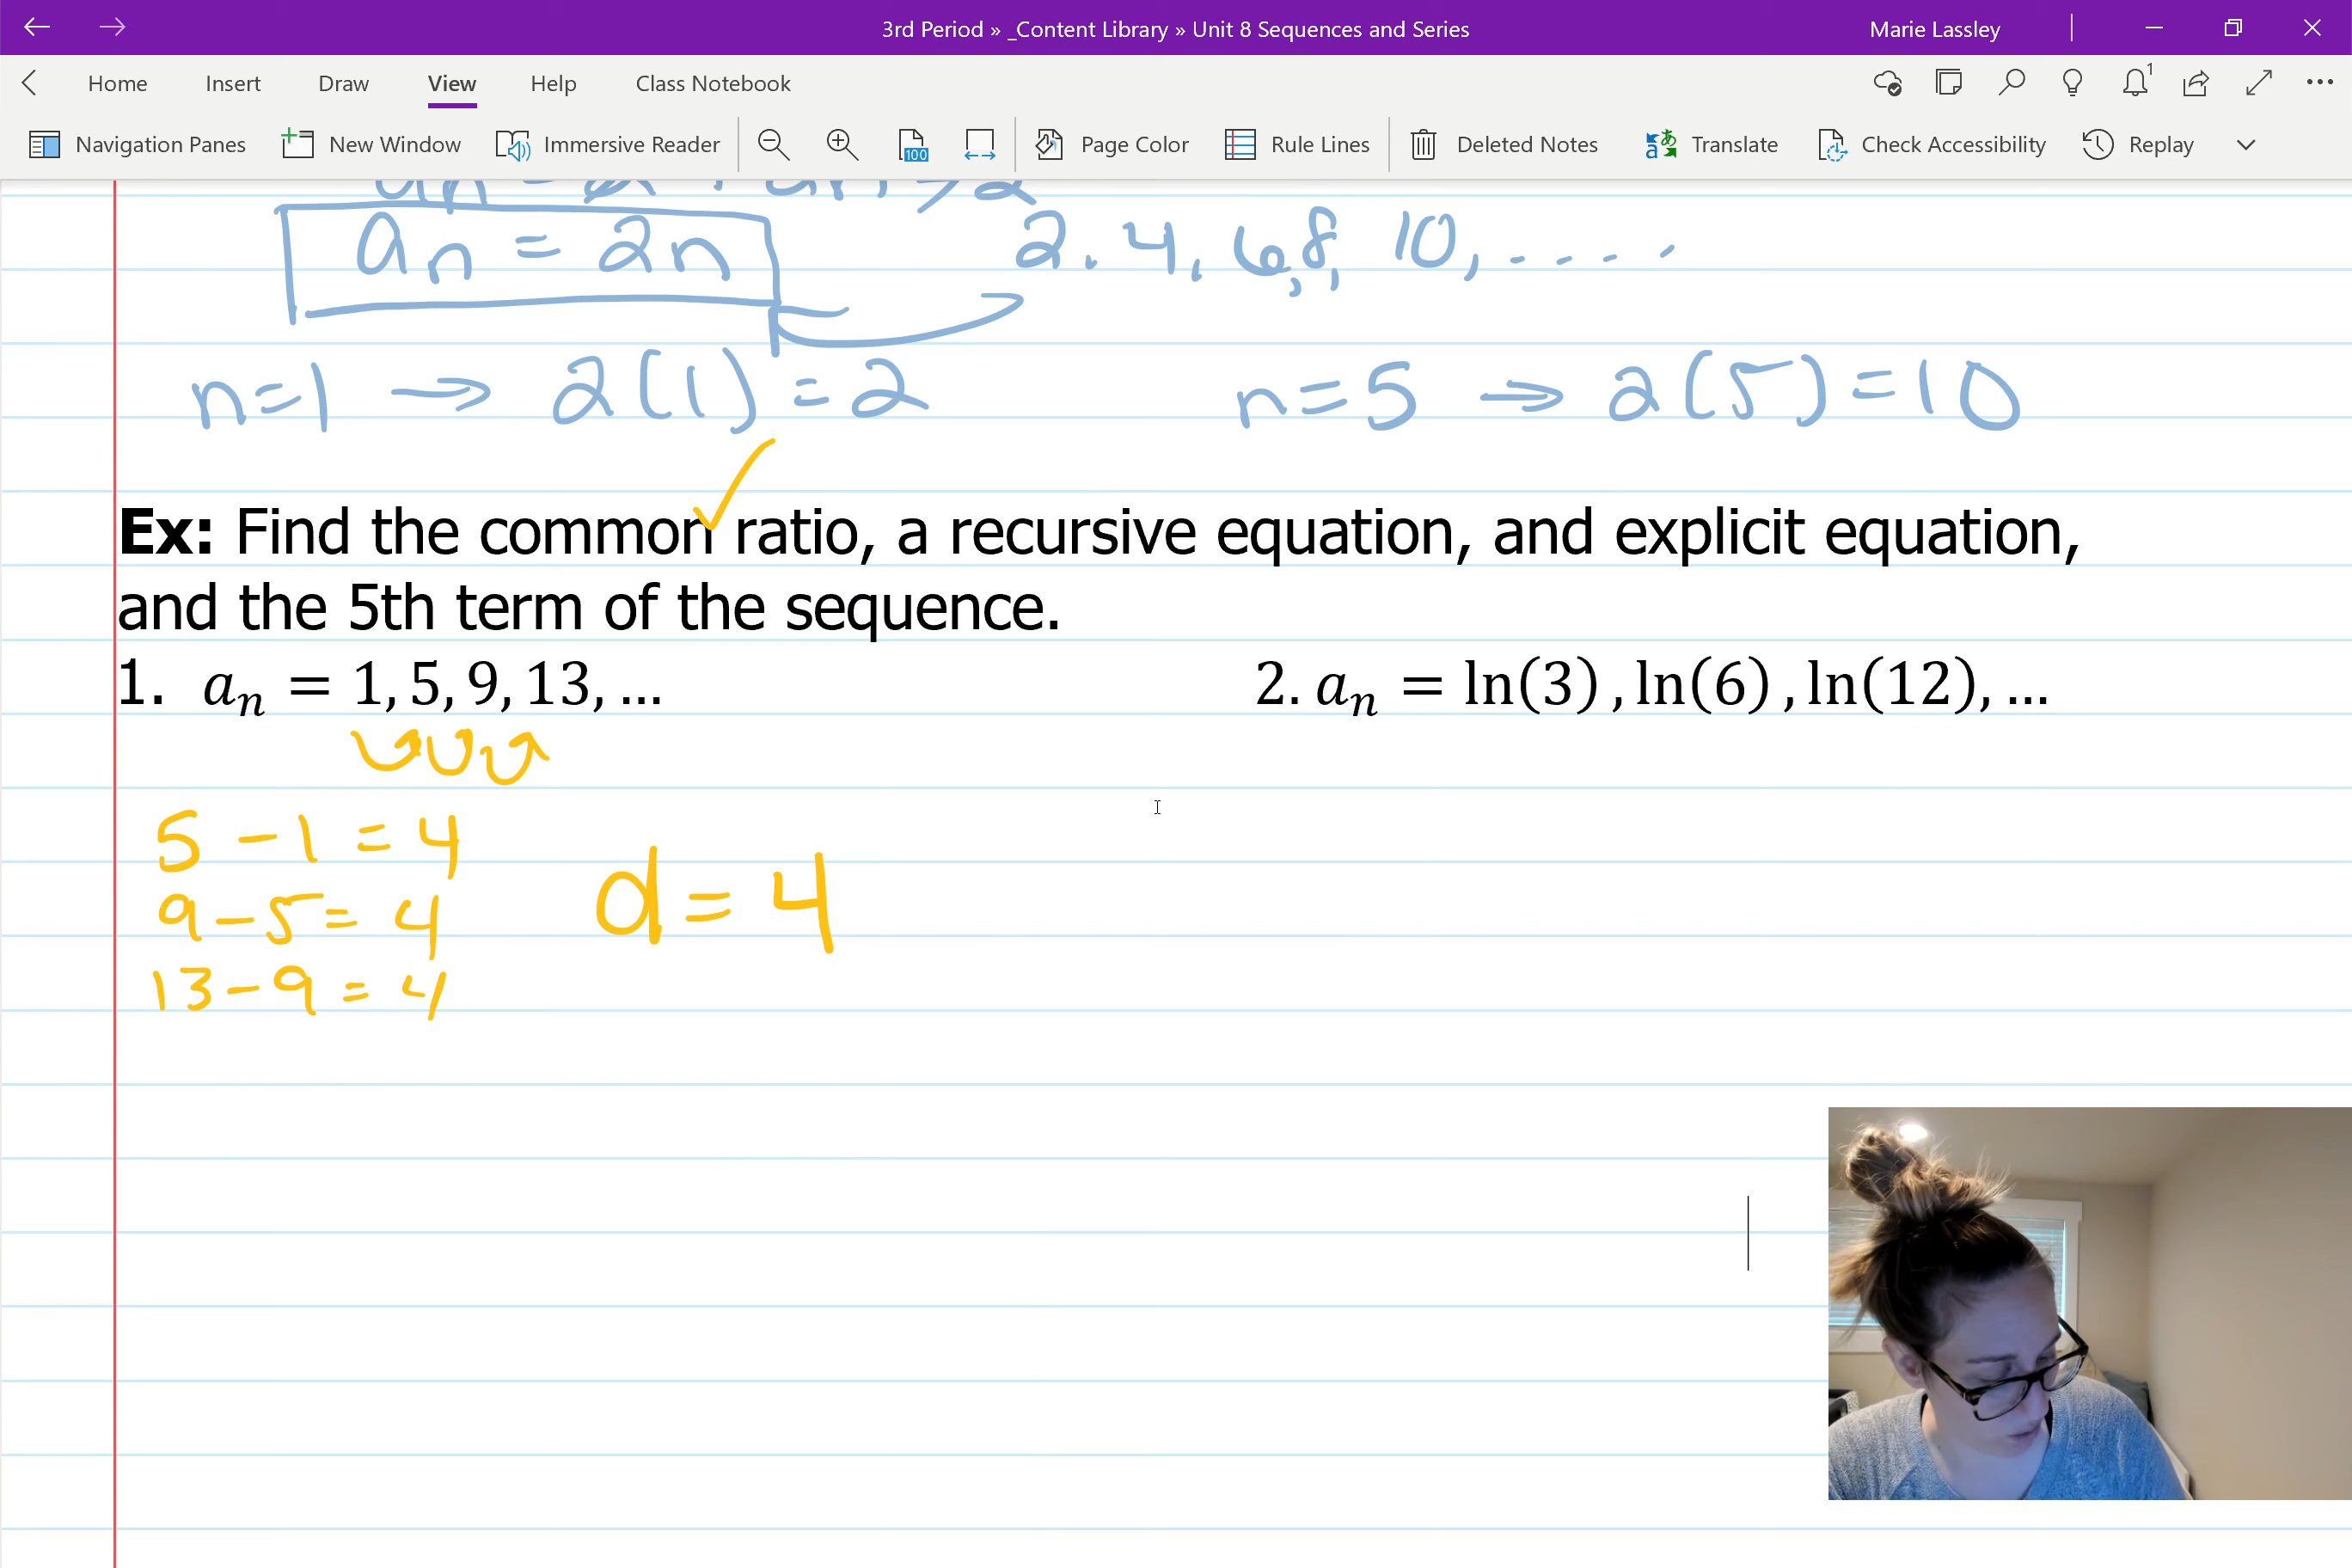 3rd Period » _Content Library » Unit 8 Sequences and Series Marie Lassley
Home Insert Draw View Help Class Notebook 1
Navigation Panes New Window Immersive Reader 100 Page Color Rule Lines Deleted Notes Translate Check Accessibility Replay
aₙ = 2n 2. 4, 6, 8, 10, . . . .
n=1 → 2(1) = 2 n=5 → 2(5) = 10
Ex: Find the common ratio, a recursive equation, and explicit equation,
and the 5th term of the sequence.
1. aₙ = 1, 5, 9, 13, ... 2. aₙ = ln(3) , ln(6) , ln(12), ...
5 - 1 = 4
9 - 5 = 4 d = 4
13 - 9 = 4